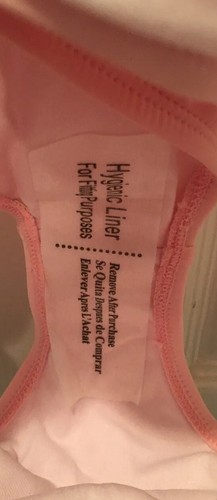 Hygienic Liner
For Fitting Purposes
Remove After Purchase
Se Quita Despues de Comprar
Enlever Apres L'Achat